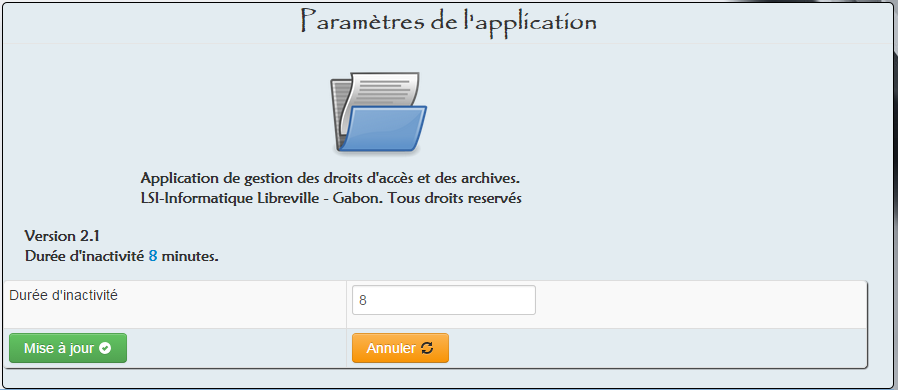 Paramètres de l'application
Application de gestion des droits d'accès et des archives.
LSI-Informatique Libreville - Gabon. Tous droits reservés
Version 2.1
Durée d'inactivité 8 minutes.
Durée d'inactivité 8
Mise à jour Annuler